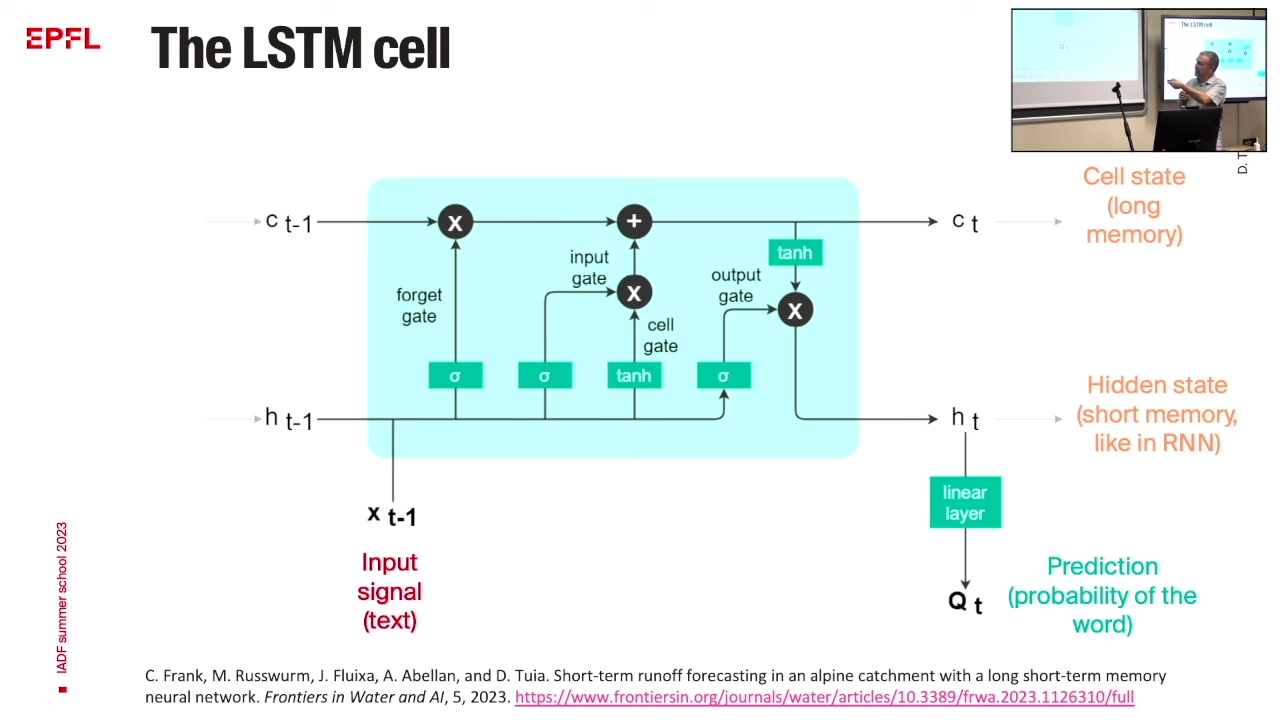 EPFL
The LSTM cell
The LSTM cell
D. T
Cell state
(long
memory)
c t-1
x
+
c t
tanh
input
gate
output
gate
forget
gate
x
x
cell
gate
σ
σ
tanh
σ
h t-1
h t
Hidden state
(short memory,
like in RNN)
x t-1
linear
layer
Input
signal
(text)
Q t
Prediction
(probability of the
word)
IADF summer school 2023
C. Frank, M. Russwurm, J. Fluixa, A. Abellan, and D. Tuia. Short-term runoff forecasting in an alpine catchment with a long short-term memory
neural network. Frontiers in Water and AI, 5, 2023. https://www.frontiersin.org/journals/water/articles/10.3389/frwa.2023.1126310/full